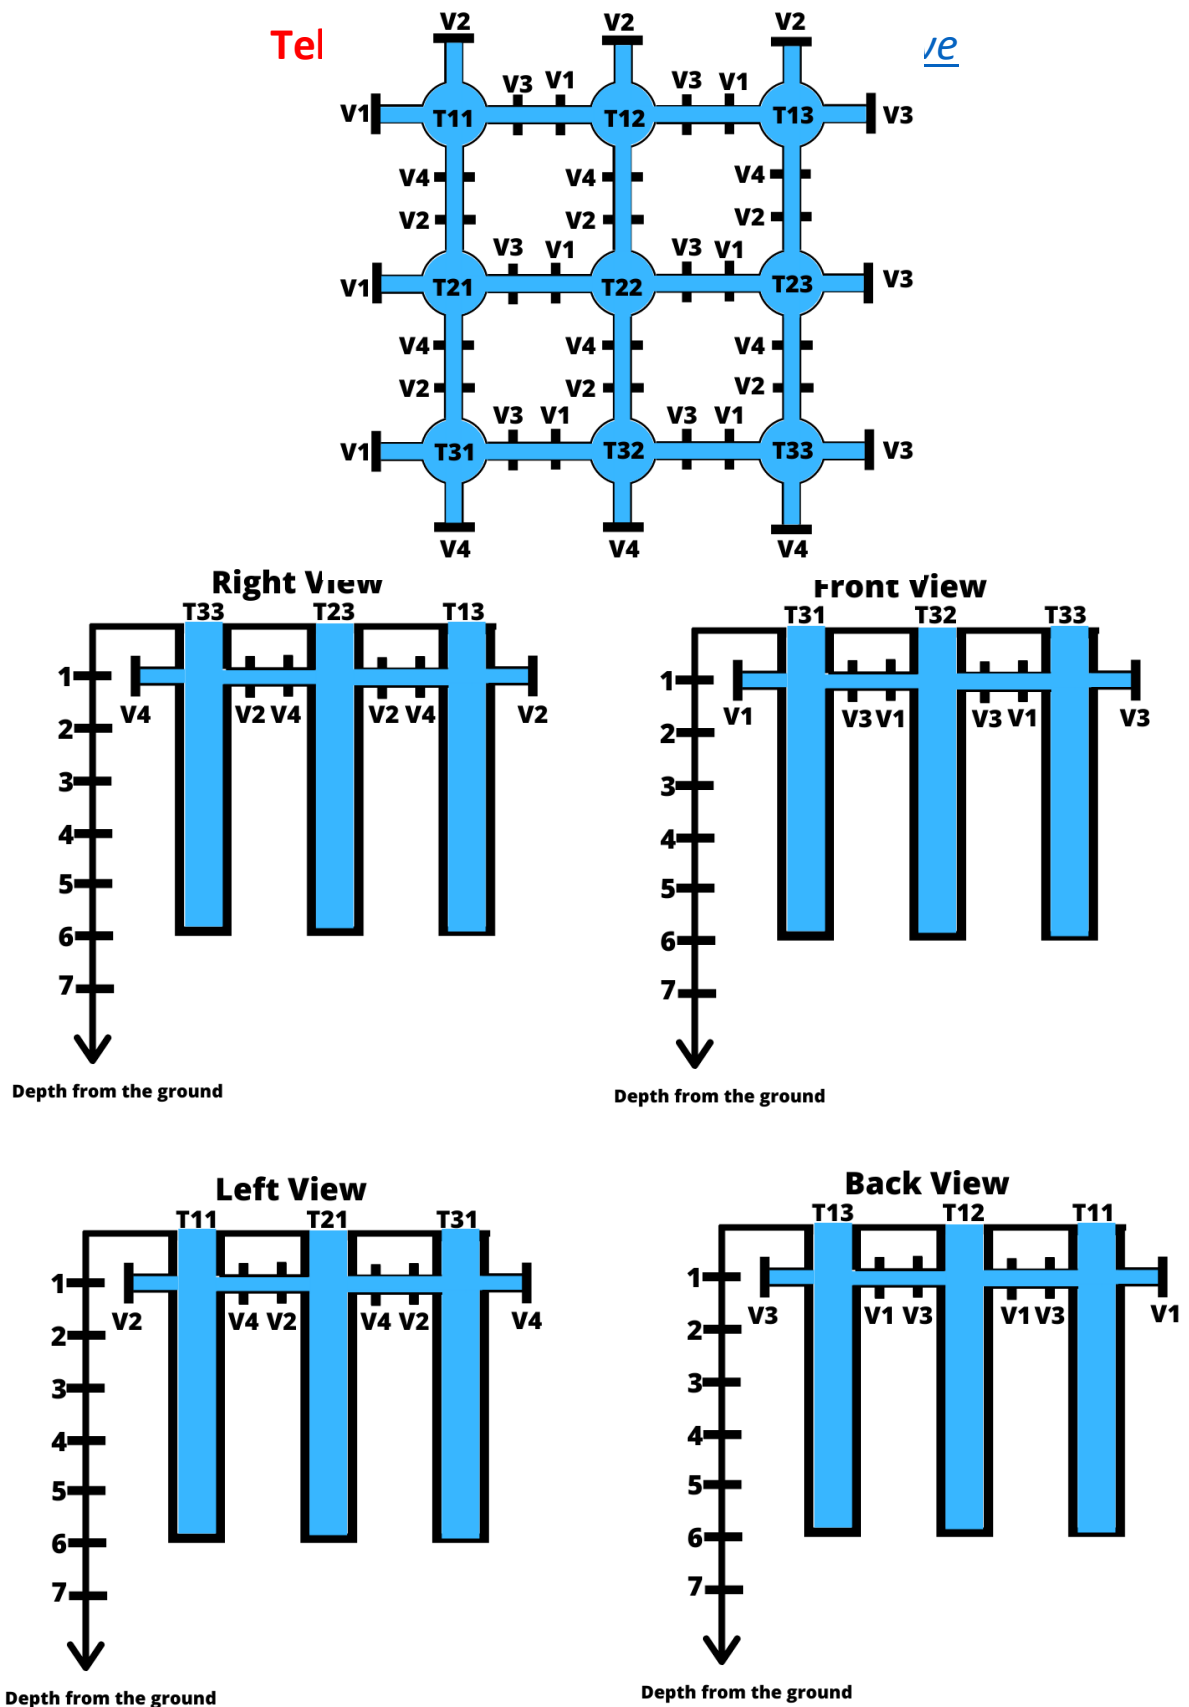 V2 V2 V2
Tel ve
V3 V1 V3 V1
V1 T11 T12 T13 V3
V4 V4 V4
V2 V2 V2
V3 V1 V3 V1
V1 T21 T22 T23 V3
V4 V4 V4
V2 V2 V2
V3 V1 V3 V1
V1 T31 T32 T33 V3
V4 V4 V4
Right View
T33 T23 T13
1
V4 V2 V4 V2 V4 V2
2
3
4
5
6
7
Depth from the ground
Front View
T31 T32 T33
1
V1 V3 V1 V3 V1 V3
2
3
4
5
6
7
Depth from the ground
Left View
T11 T21 T31
1
V2 V4 V2 V4 V2 V4
2
3
4
5
6
7
Depth from the ground
Back View
T13 T12 T11
1
V3 V1 V3 V1 V3 V1
2
3
4
5
6
7
Depth from the ground